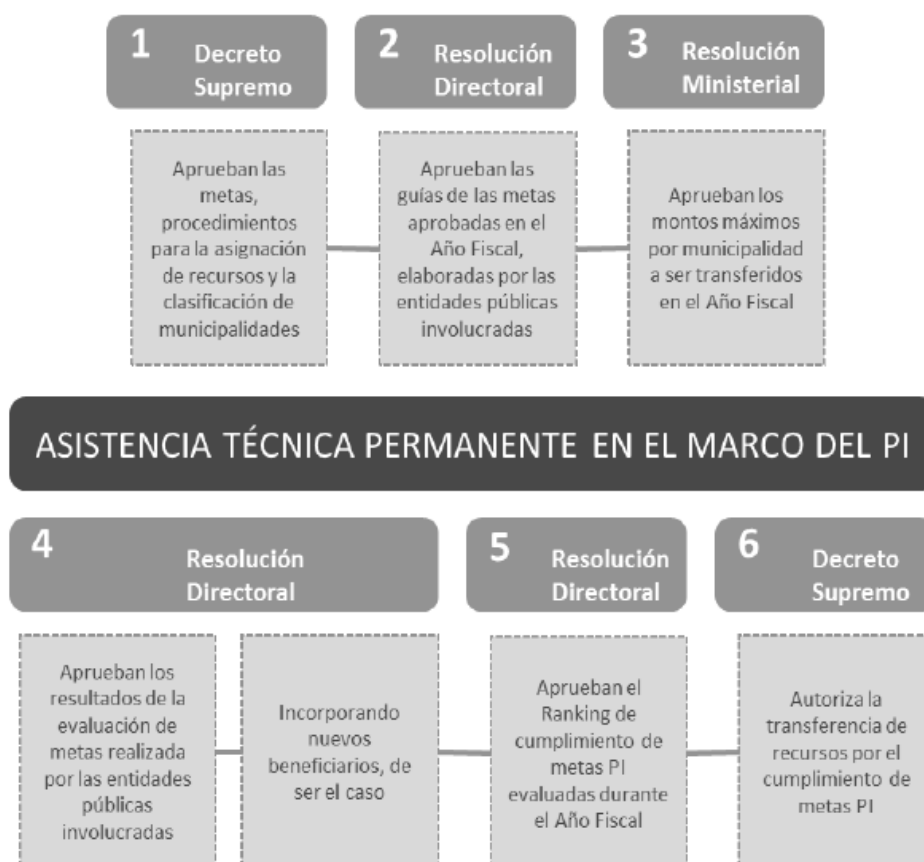 1 Decreto
Supremo
Aprueban las
metas,
procedimientos
para la asignación
de recursos y la
clasificación de
municipalidades
2 Resolución
Directoral
Aprueban las
guías de las metas
aprobadas en el
Año Fiscal,
elaboradas por las
entidades públicas
involucradas
3 Resolución
Ministerial
Aprueban los
montos máximos
por municipalidad
a ser transferidos
en el Año Fiscal
ASISTENCIA TÉCNICA PERMANENTE EN EL MARCO DEL PI
4 Resolución
Directoral
Aprueban los
resultados de la
evaluación de
metas realizada
por las entidades
públicas
involucradas
Incorporando
nuevos
beneficiarios, de
ser el caso
5 Resolución
Directoral
Aprueban el
Ranking de
cumplimiento de
metas PI
evaluadas durante
el Año Fiscal
6 Decreto
Supremo
Autoriza la
transferencia de
recursos por el
cumplimiento de
metas PI